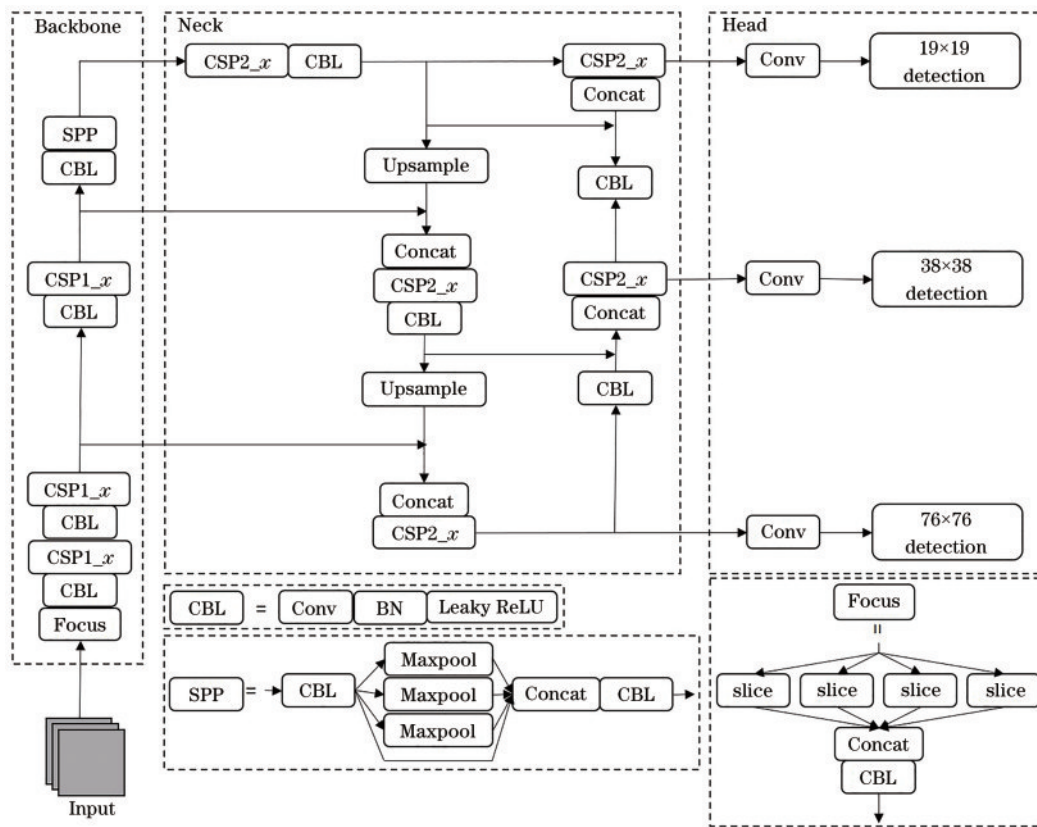 Backbone
SPP
CBL
CSP1_x
CBL
CSP1_x
CBL
CSP1_x
CBL
Focus
Input
Neck
CSP2_x CBL
Upsample
Concat
CSP2_x
CBL
Upsample
Concat
CSP2_x
CSP2_x
Concat
CBL
CSP2_x
Concat
CBL
Head
Conv
19×19
detection
Conv
38×38
detection
Conv
76×76
detection
CBL = Conv BN Leaky ReLU
SPP = CBL
Maxpool
Maxpool
Maxpool
Concat CBL
Focus
=
slice slice slice slice
Concat
CBL